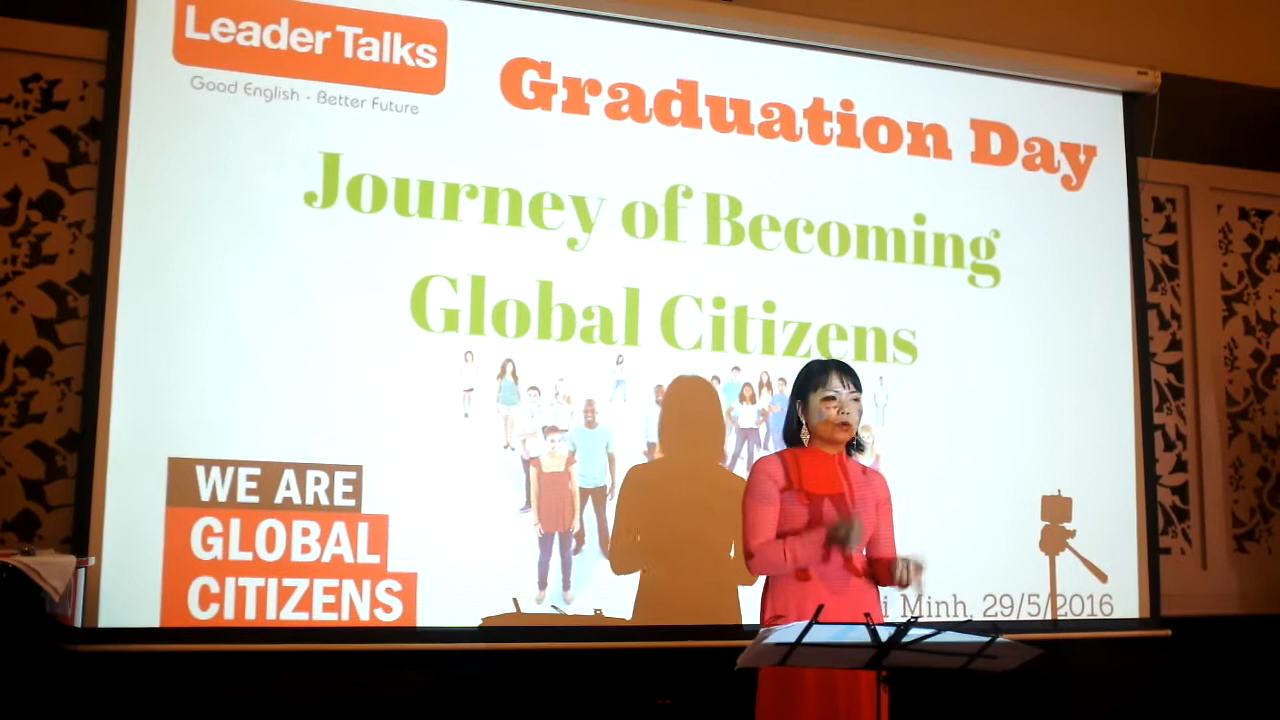 Leader Talks
Good English - Better Future
Graduation Day
Journey of Becoming
Global Citizens
WE ARE
GLOBAL
CITIZENS
Minh, 29/5/2016